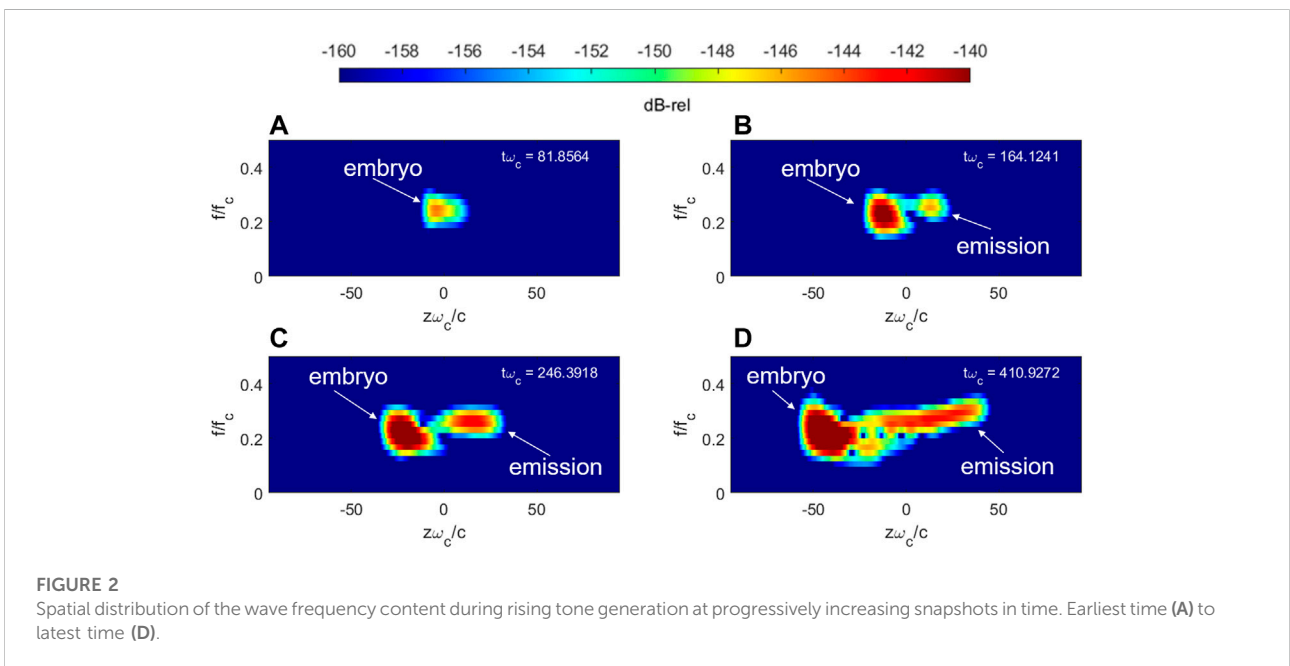 -160 -158 -156 -154 -152 -150 -148 -146 -144 -142 -140
dB-rel
A
embryo
tω_c = 81.8564
0.4
0.2
0
f/f_c
-50 0 50
zω_c/c
B
embryo
emission
tω_c = 164.1241
0.4
0.2
0
f/f_c
-50 0 50
zω_c/c
C
embryo
emission
tω_c = 246.3918
0.4
0.2
0
f/f_c
-50 0 50
zω_c/c
D
embryo
emission
tω_c = 410.9272
0.4
0.2
0
f/f_c
-50 0 50
zω_c/c
FIGURE 2
Spatial distribution of the wave frequency content during rising tone generation at progressively increasing snapshots in time. Earliest time (A) to
latest time (D).